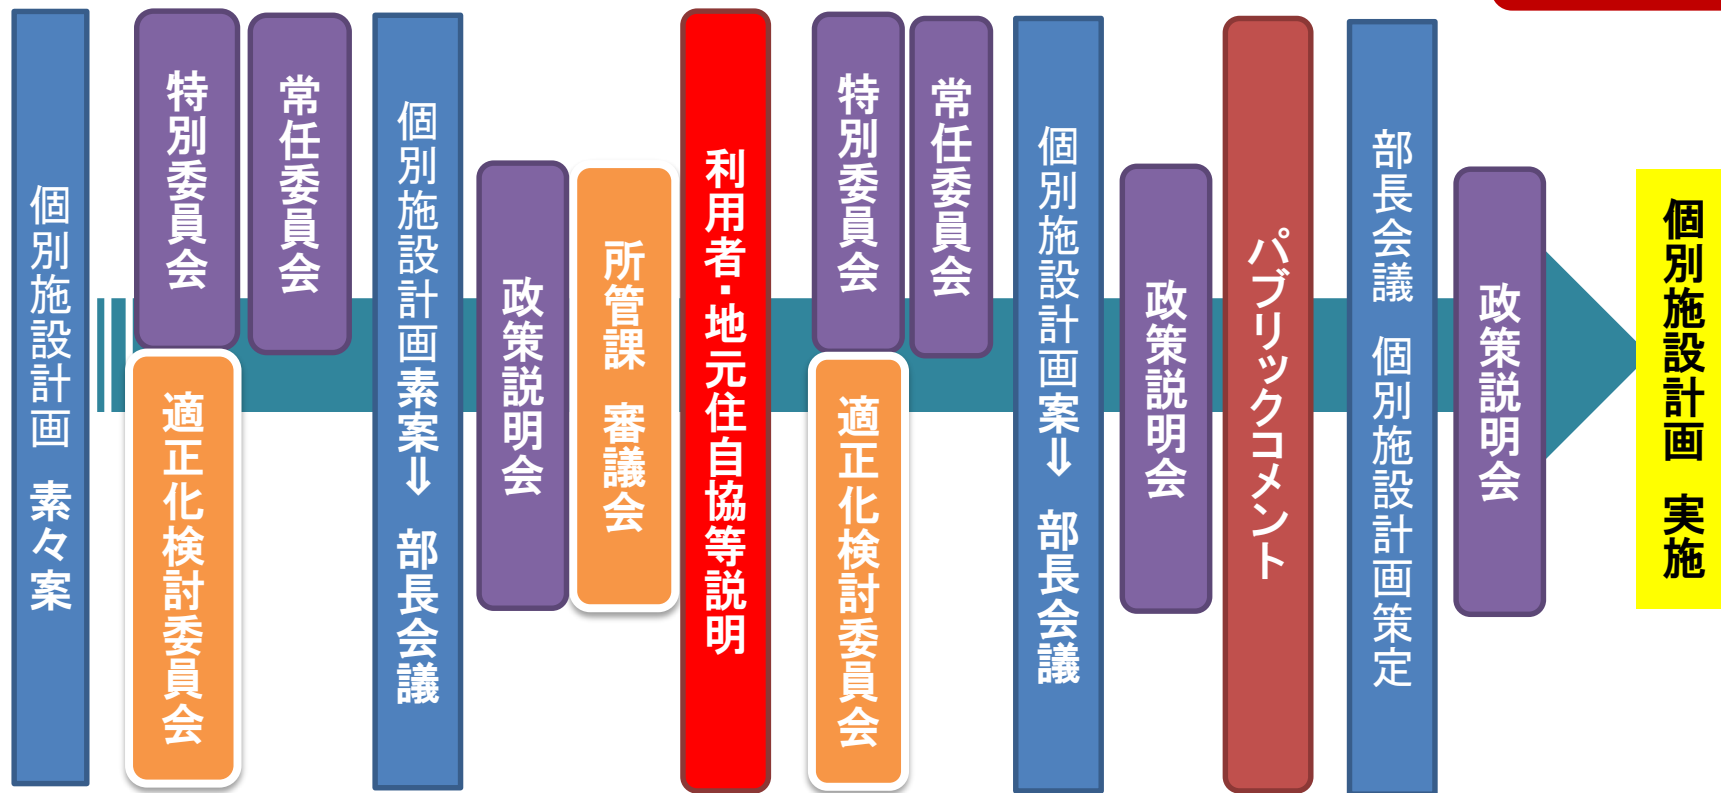 個別施設計画 素々案
特別委員会
適正化検討委員会
常任委員会
個別施設計画素案⇒ 部長会議
政策説明会
所管課 審議会
利用者・地元住自協等説明
特別委員会
適正化検討委員会
常任委員会
個別施設計画案⇒ 部長会議
政策説明会
パブリックコメント
部長会議 個別施設計画策定
政策説明会
個別施設計画 実施